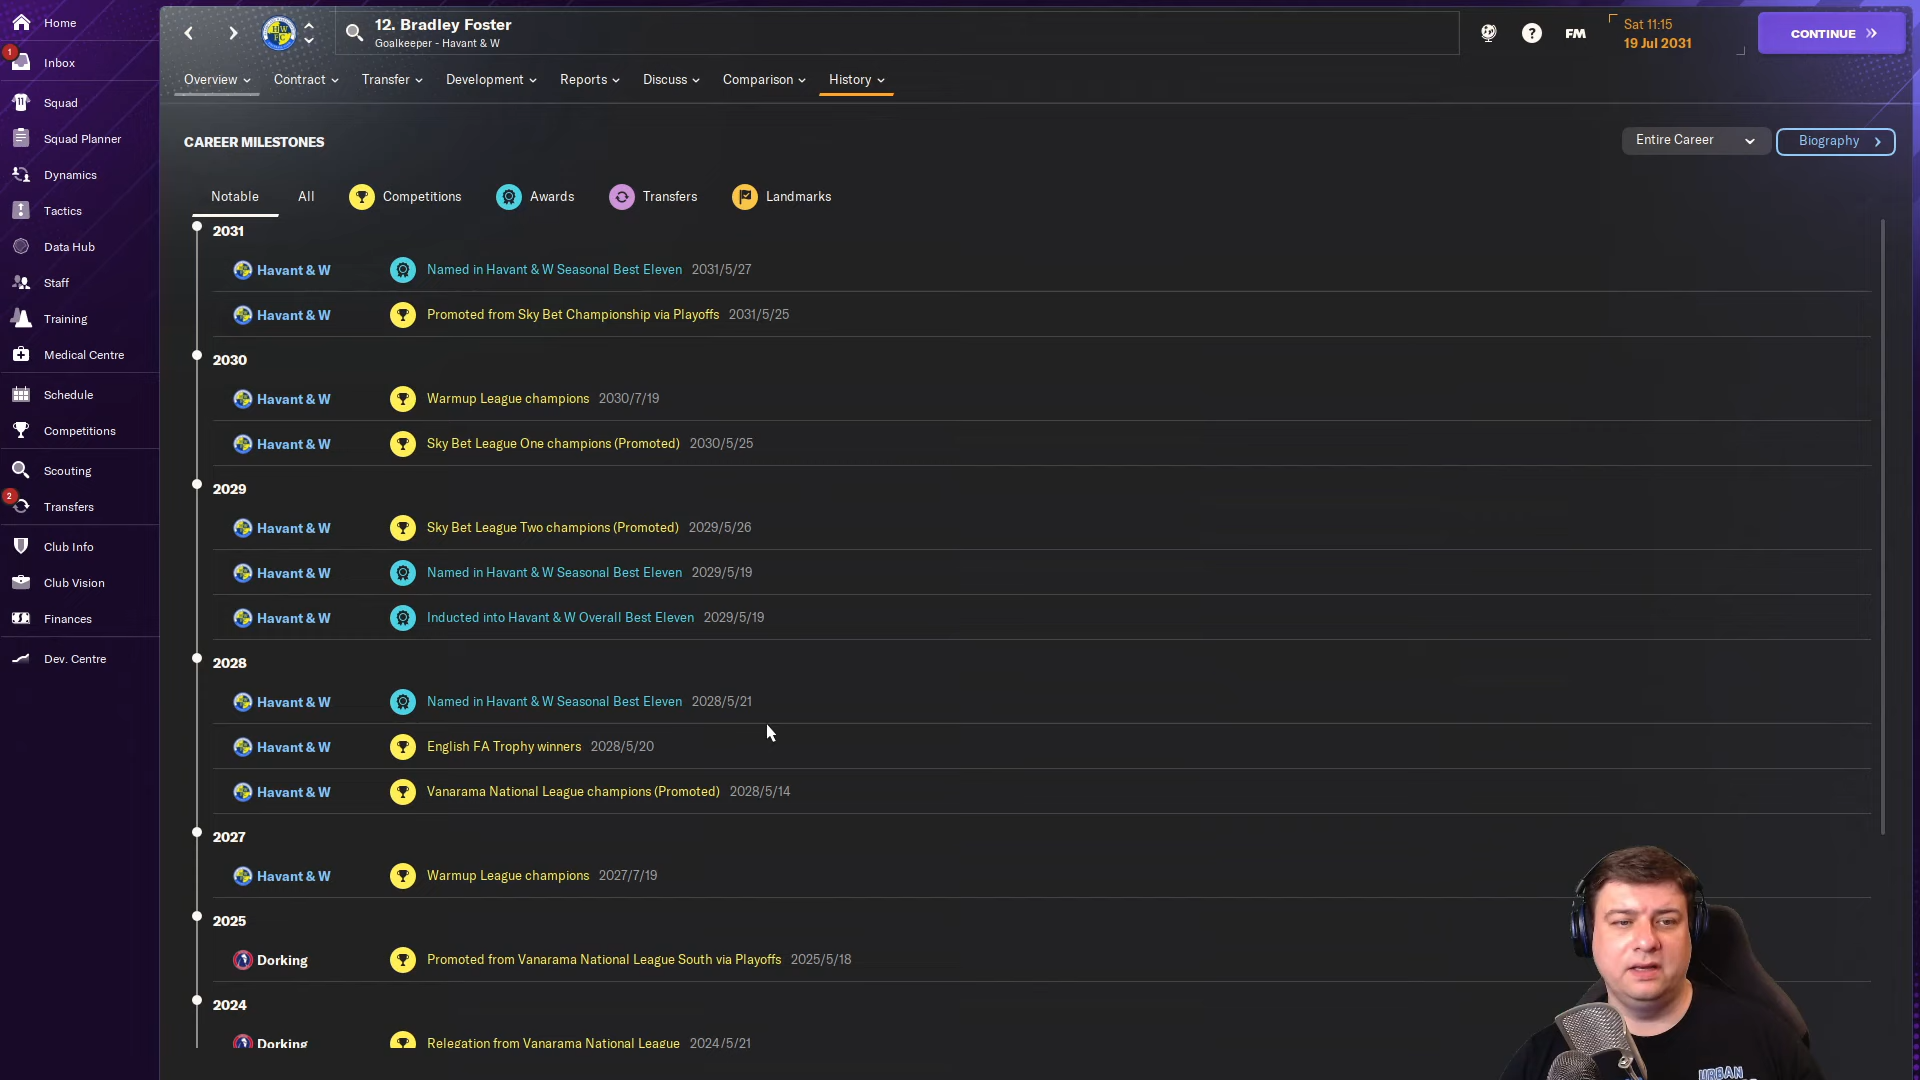 Home
1
Inbox
Squad
Squad Planner
Dynamics
Tactics
Data Hub
Staff
Training
Medical Centre
Schedule
Competitions
Scouting
2
Transfers
Club Info
Club Vision
Finances
Dev. Centre
12. Bradley Foster
Goalkeeper - Havant & W
FM
Sat 11:15
19 Jul 2031
CONTINUE
Overview
Contract
Transfer
Development
Reports
Discuss
Comparison
History
CAREER MILESTONES
Entire Career
Biography
Notable
All
Competitions
Awards
Transfers
Landmarks
2031
Havant & W Named in Havant & W Seasonal Best Eleven 2031/5/27
Havant & W Promoted from Sky Bet Championship via Playoffs 2031/5/25
2030
Havant & W Warmup League champions 2030/7/19
Havant & W Sky Bet League One champions (Promoted) 2030/5/25
2029
Havant & W Sky Bet League Two champions (Promoted) 2029/5/26
Havant & W Named in Havant & W Seasonal Best Eleven 2029/5/19
Havant & W Inducted into Havant & W Overall Best Eleven 2029/5/19
2028
Havant & W Named in Havant & W Seasonal Best Eleven 2028/5/21
Havant & W English FA Trophy winners 2028/5/20
Havant & W Vanarama National League champions (Promoted) 2028/5/14
2027
Havant & W Warmup League champions 2027/7/19
2025
Dorking Promoted from Vanarama National League South via Playoffs 2025/5/18
2024
Dorking Relegation from Vanarama National League 2024/5/21
URBAN